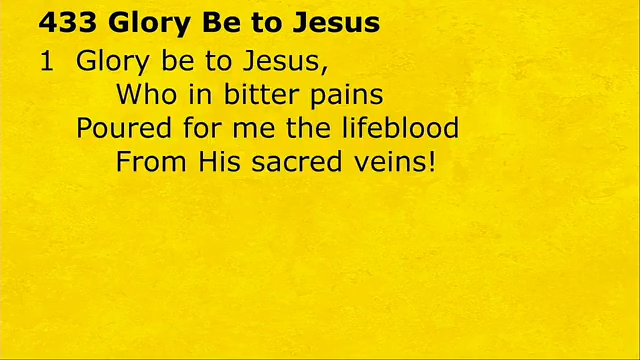 433 Glory Be to Jesus
1 Glory be to Jesus,
Who in bitter pains
Poured for me the lifeblood
From His sacred veins!